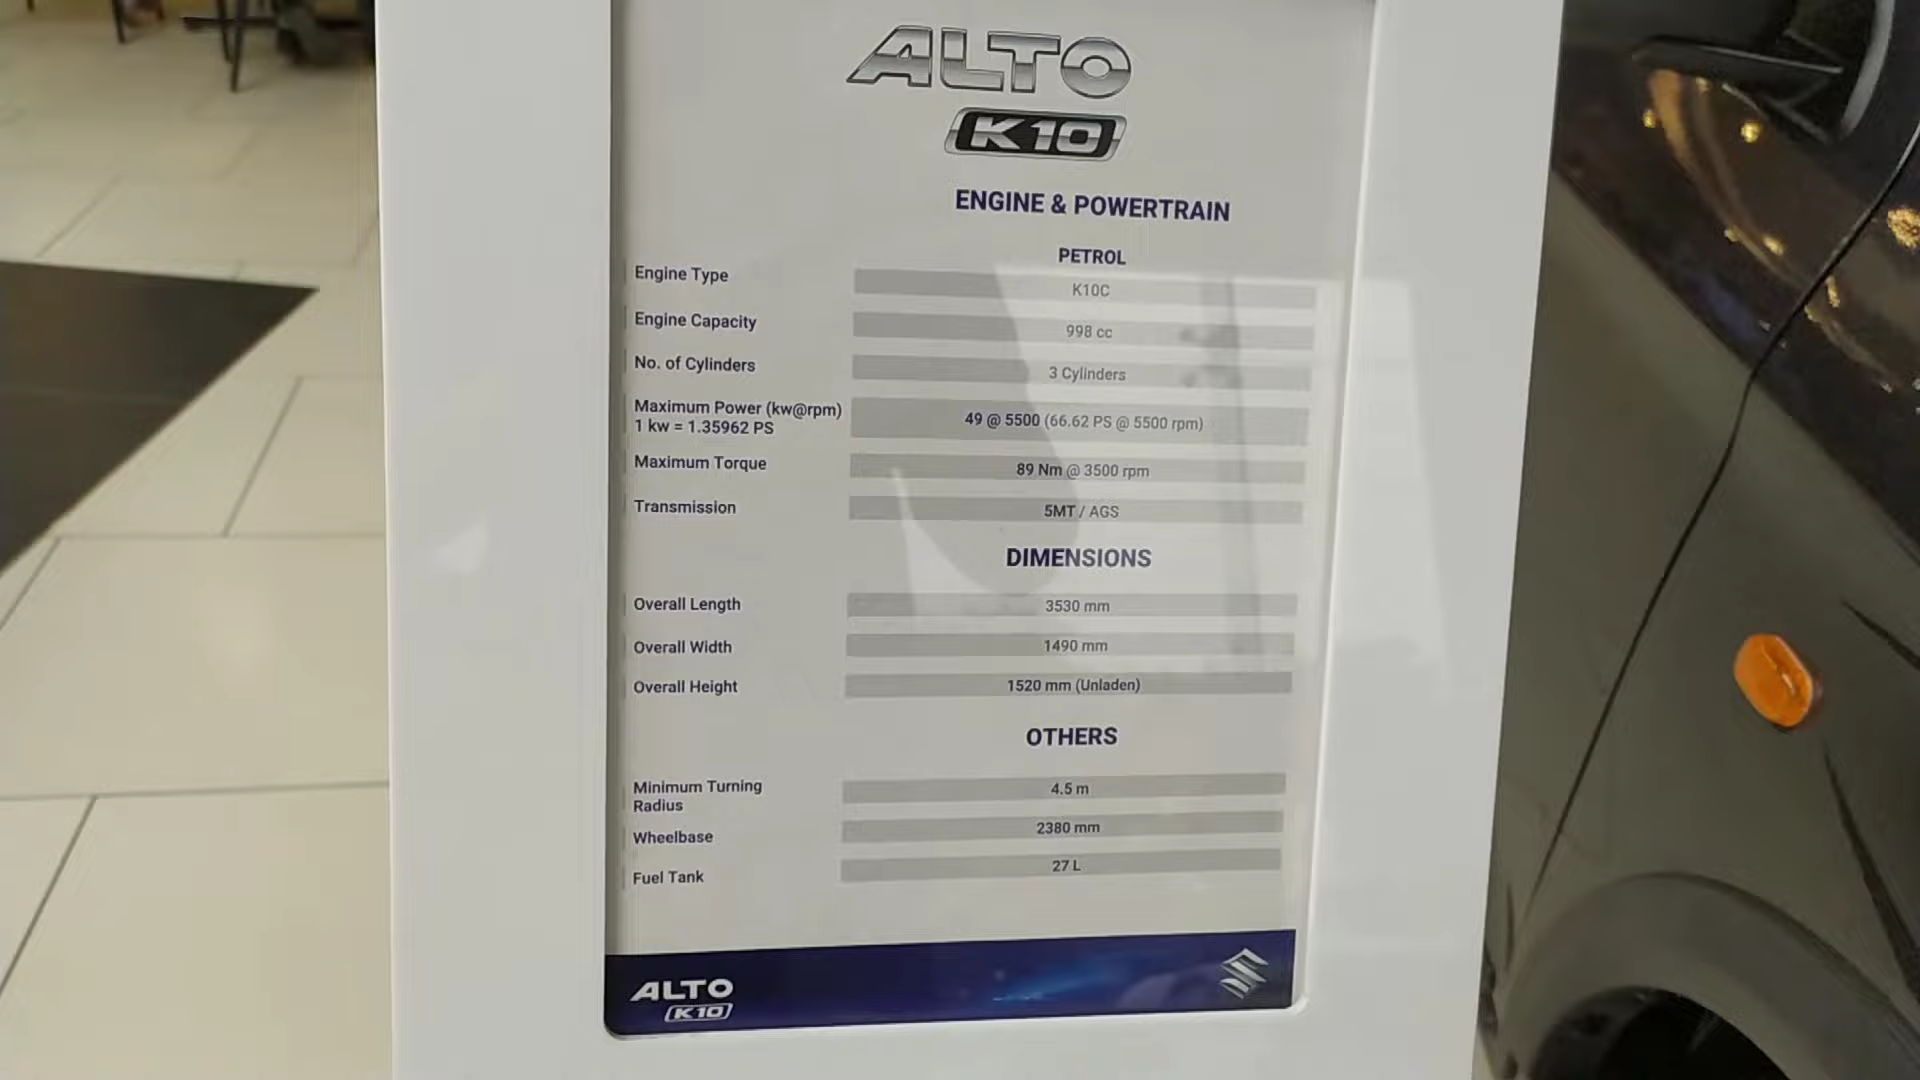 ALTO
K10
ENGINE & POWERTRAIN
PETROL
Engine Type K10C
Engine Capacity 998 cc
No. of Cylinders 3 Cylinders
Maximum Power (kw@rpm) 49 @ 5500 (66.62 PS @ 5500 rpm)
1 kw = 1.35962 PS
Maximum Torque 89 Nm @ 3500 rpm
Transmission 5MT / AGS
DIMENSIONS
Overall Length 3530 mm
Overall Width 1490 mm
Overall Height 1520 mm (Unladen)
OTHERS
Minimum Turning 4.5 m
Radius
Wheelbase 2380 mm
Fuel Tank 27 L
ALTO
K10